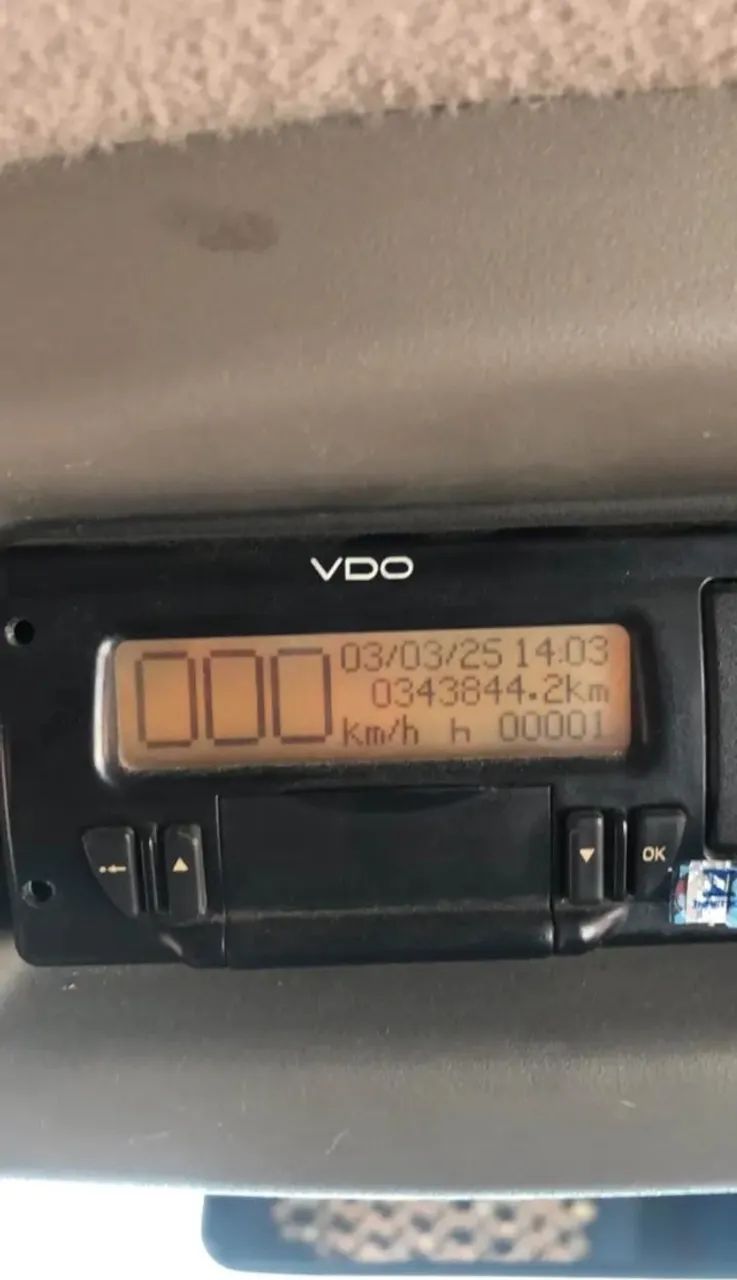 VDO
000 03/03/25 14:03
0343844.2km
km/h h 00001
OK